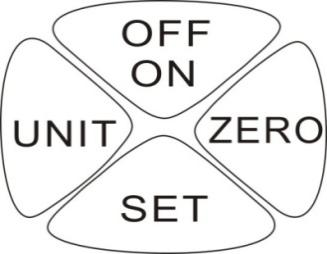 OFF
ON
UNIT
ZERO
SET